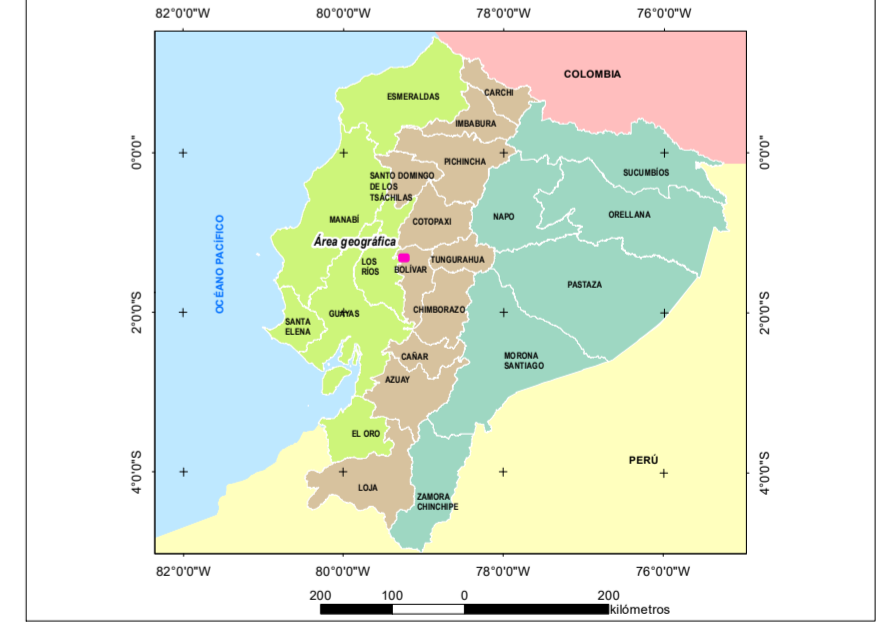 82°0'0"W 80°0'0"W 78°0'0"W 76°0'0"W
COLOMBIA
ESMERALDAS
CARCHI
IMBABURA
0°0'0"
0°0'0"
PICHINCHA
SANTO DOMINGO
DE LOS
TSÁCHILAS
SUCUMBÍOS
NAPO
ORELLANA
MANABÍ
COTOPAXI
Área geográfica
OCÉANO PACÍFICO
LOS
RÍOS
BOLÍVAR
TUNGURAHUA
PASTAZA
2°0'0"S
2°0'0"S
GUAYAS
CHIMBORAZO
SANTA
ELENA
CAÑAR
MORONA
SANTIAGO
AZUAY
EL ORO
PERÚ
4°0'0"S
4°0'0"S
LOJA
ZAMORA
CHINCHIPE
82°0'0"W 80°0'0"W 78°0'0"W 76°0'0"W
200 100 0 200
kilómetros